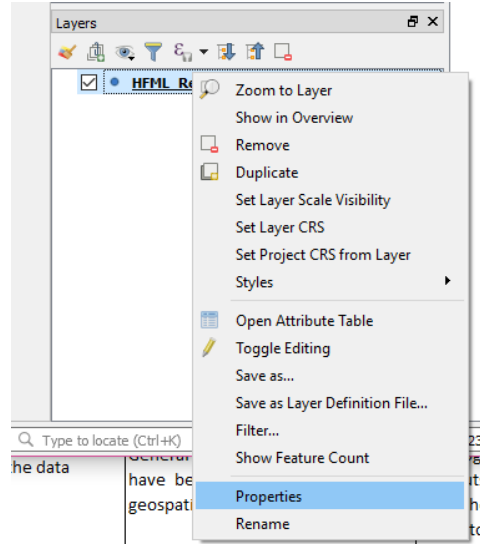 Layers
HFML
Zoom to Layer
Show in Overview
Remove
Duplicate
Set Layer Scale Visibility
Set Layer CRS
Set Project CRS from Layer
Styles
Open Attribute Table
Toggle Editing
Save as...
Save as Layer Definition File...
Filter...
Show Feature Count
Properties
Rename
Type to locate (Ctrl+K)
he data
have be
geospati